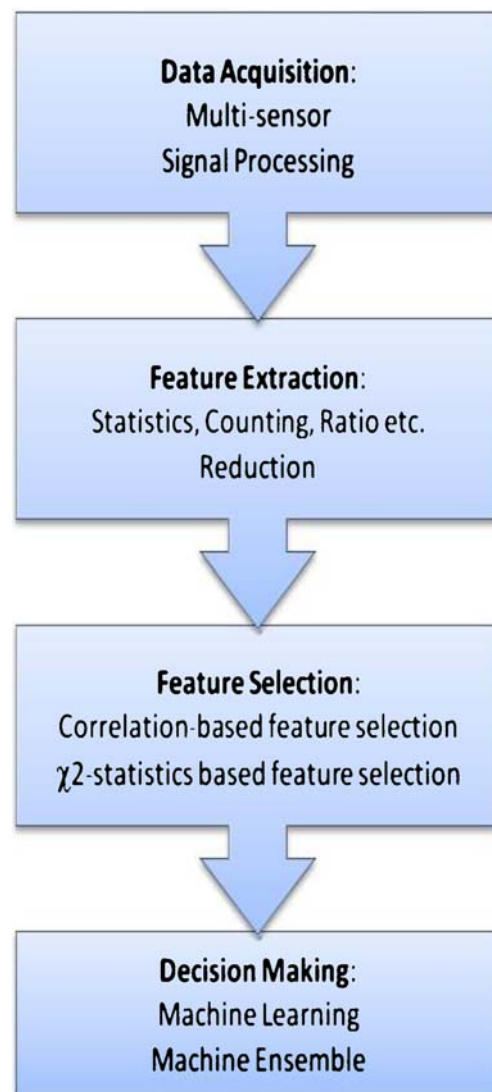 Data Acquisition:
Multi-sensor
Signal Processing
Feature Extraction:
Statistics, Counting, Ratio etc.
Reduction
Feature Selection:
Correlation-based feature selection
χ2-statistics based feature selection
Decision Making:
Machine Learning
Machine Ensemble